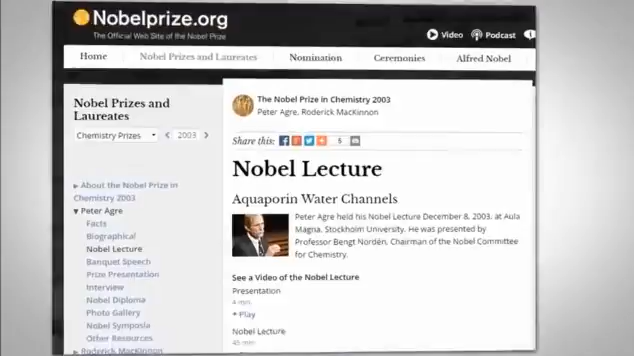 Nobelprize.org
The Official Web Site of the Nobel Prize
Video Podcast
Home Nobel Prizes and Laureates Nomination Ceremonies Alfred Nobel
Nobel Prizes and
Laureates
Chemistry Prizes 2003
About the Nobel Prize in
Chemistry 2003
Peter Agre
Facts
Biographical
Nobel Lecture
Banquet Speech
Prize Presentation
Interview
Nobel Diploma
Photo Gallery
Nobel Symposia
Other Resources
Roderick MacKinnon
The Nobel Prize in Chemistry 2003
Peter Agre, Roderick MacKinnon
Share this: 5
Nobel Lecture
Aquaporin Water Channels
Peter Agre held his Nobel Lecture December 8, 2003, at Aula
Magna, Stockholm University. He was presented by
Professor Bengt Nordén, Chairman of the Nobel Committee
for Chemistry.
See a Video of the Nobel Lecture
Presentation
4 min.
Play
Nobel Lecture
45 min.